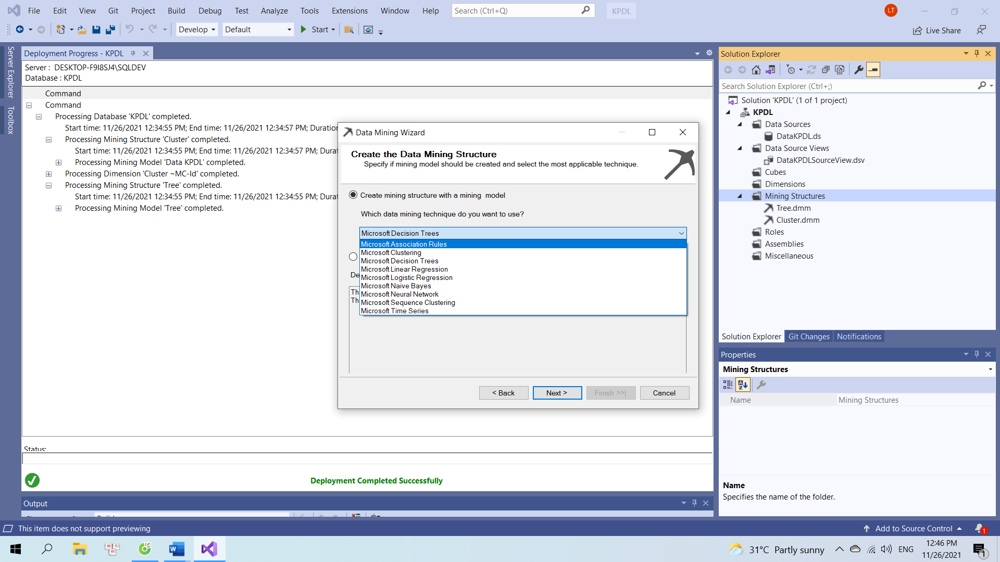 File Edit View Git Project Build Debug Test Analyze Tools Extensions Window Help Search (Ctrl+Q) KPDL LT
Develop Default Start Live Share
Server Explorer
Toolbox
Deployment Progress - KPDL
Server : DESKTOP-F9I8SJ4\SQLDEV
Database : KPDL
Command
Command
Processing Database 'KPDL' completed.
Start time: 11/26/2021 12:34:55 PM; End time: 11/26/2021 12:34:57 PM; Duration
Processing Mining Structure 'Cluster' completed.
Start time: 11/26/2021 12:34:55 PM; End time: 11/26/2021 12:34:57 PM; Durat
Processing Mining Model 'Data KPDL' completed.
Processing Dimension 'Cluster ~MC-Id' completed.
Processing Mining Structure 'Tree' completed.
Start time: 11/26/2021 12:34:55 PM; End time: 11/26/2021 12:34:55 PM; Durat
Processing Mining Model 'Tree' completed.
Status:
Deployment Completed Successfully
Output
Data Mining Wizard
Create the Data Mining Structure
Specify if mining model should be created and select the most applicable technique.
Create mining structure with a mining model
Which data mining technique do you want to use?
Microsoft Decision Trees
Microsoft Association Rules
Microsoft Clustering
Microsoft Decision Trees
Microsoft Linear Regression
Microsoft Logistic Regression
Microsoft Naive Bayes
Microsoft Neural Network
Microsoft Sequence Clustering
Microsoft Time Series
De
Th
Th
< Back Next > Finish >>| Cancel
Solution Explorer
Search Solution Explorer (Ctrl+;)
Solution 'KPDL' (1 of 1 project)
KPDL
Data Sources
DataKPDL.ds
Data Source Views
DataKPDLSourceView.dsv
Cubes
Dimensions
Mining Structures
Tree.dmm
Cluster.dmm
Roles
Assemblies
Miscellaneous
Solution Explorer Git Changes Notifications
Properties
Mining Structures
Name Mining Structures
Name
Specifies the name of the folder.
This item does not support previewing Add to Source Control 1
31°C Partly sunny ENG 12:46 PM
11/26/2021 1